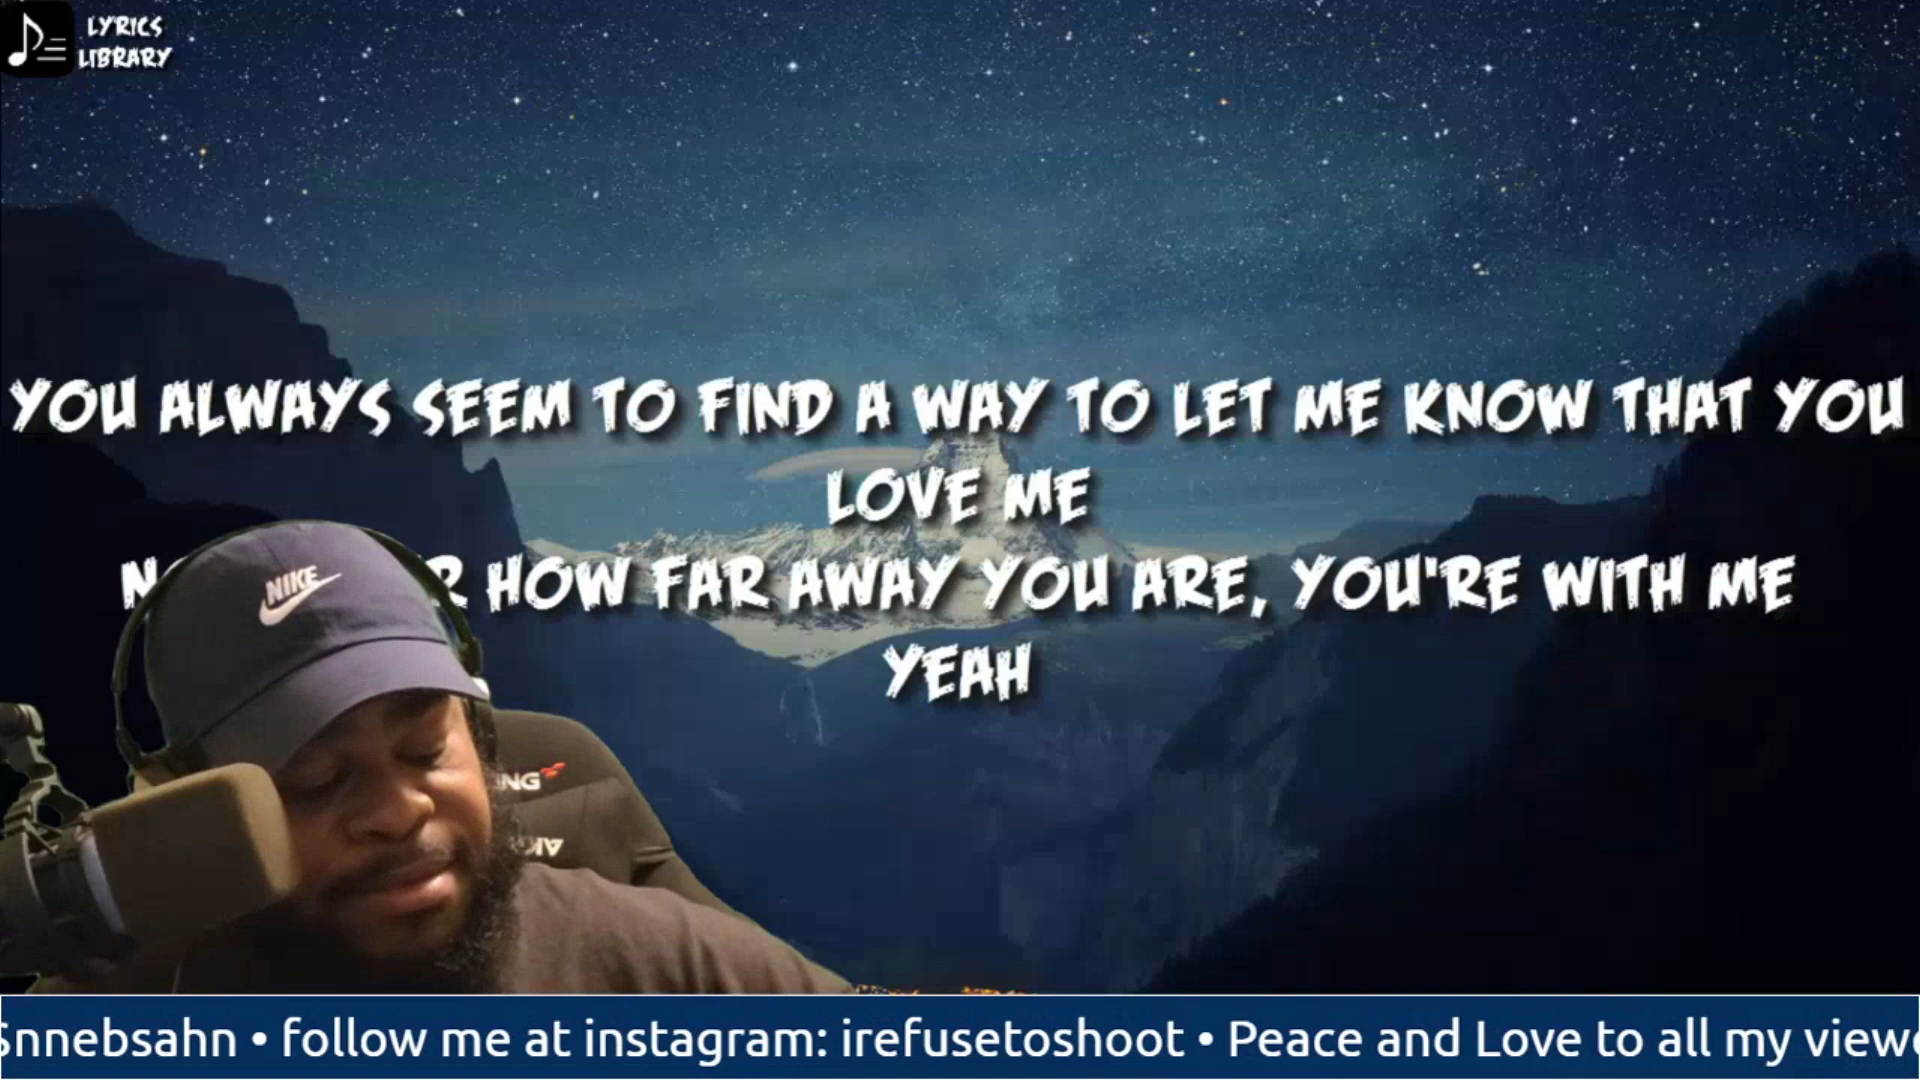 LYRICS
LIBRARY
YOU ALWAYS SEEM TO FIND A WAY TO LET ME KNOW THAT YOU
LOVE ME
HOW FAR AWAY YOU ARE, YOU'RE WITH ME
YEAH
NIKE
Snnebsahn • follow me at instagram: irefusetoshoot • Peace and Love to all my